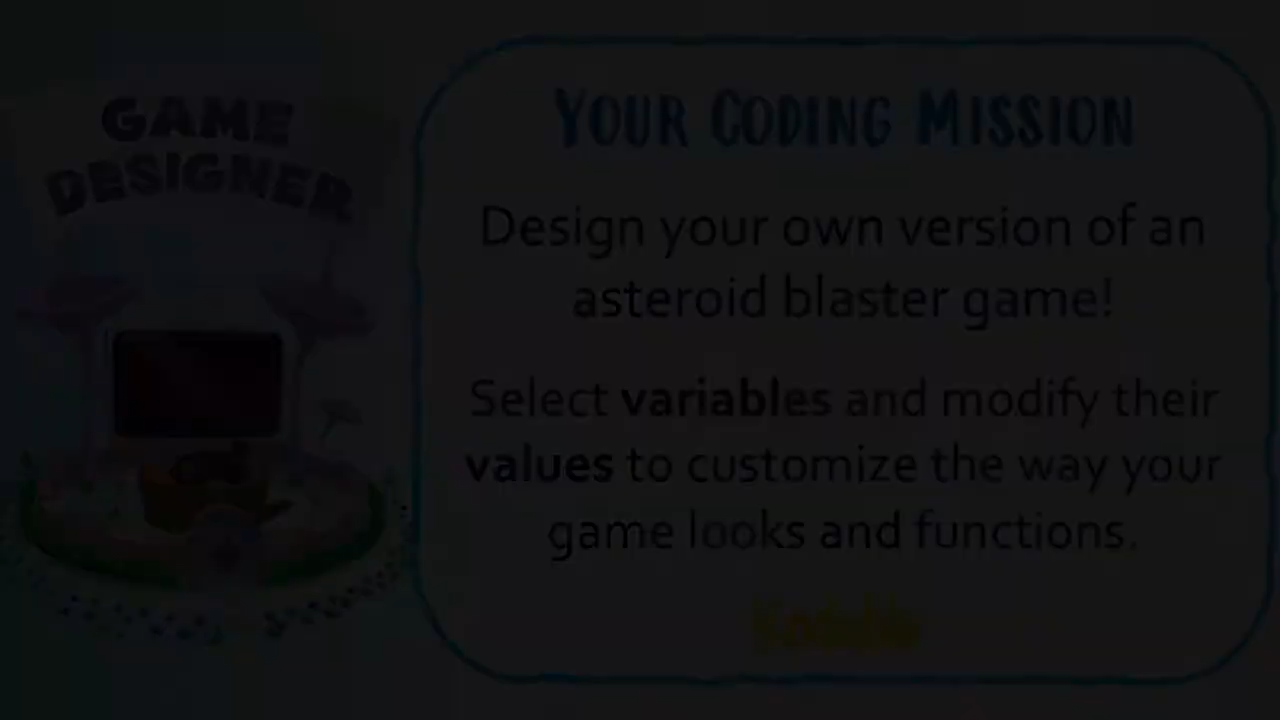 GAME
DESIGNER
YOUR CODING MISSION
Design your own version of an
asteroid blaster game!
Select variables and modify their
values to customize the way your
game looks and functions.